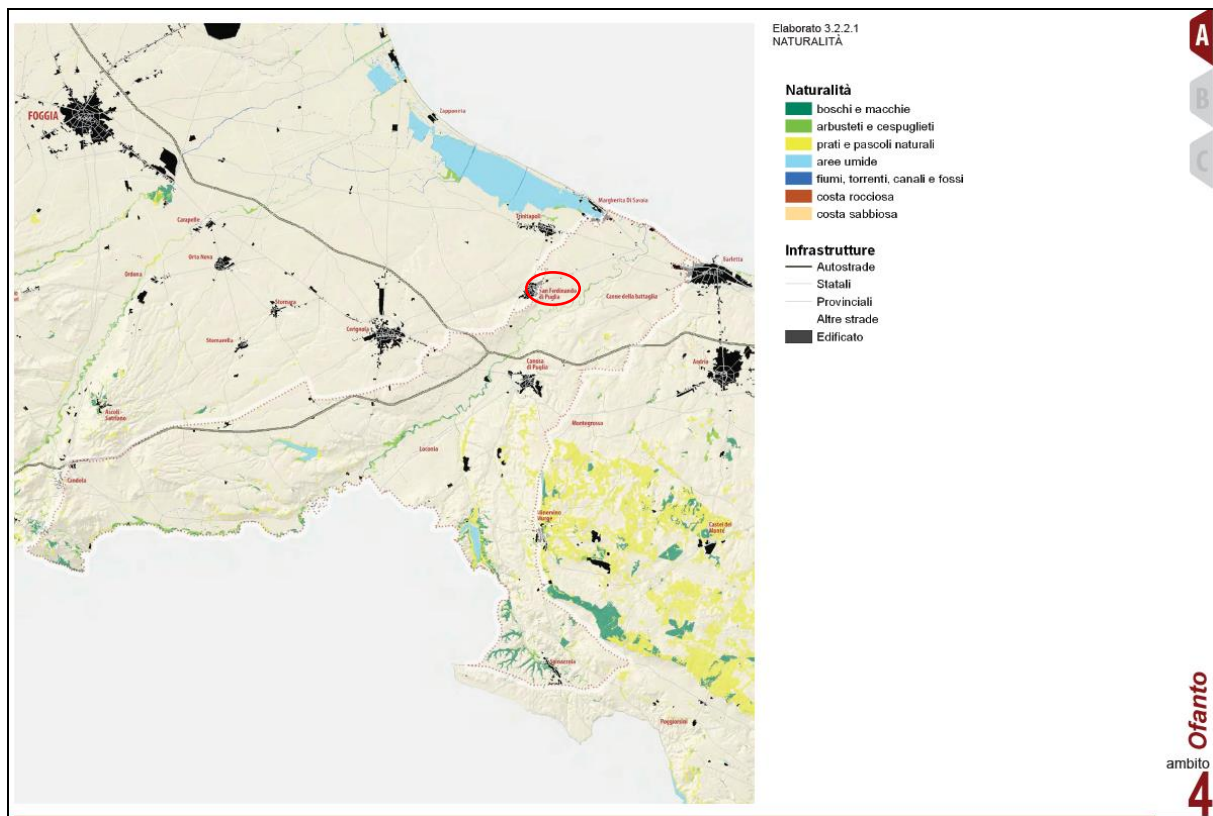 Elaborato 3.2.2.1
NATURALITÀ
A
B
C
Naturalità
boschi e macchie
arbusteti e cespuglieti
prati e pascoli naturali
aree umide
fiumi, torrenti, canali e fossi
costa rocciosa
costa sabbiosa
Infrastrutture
Autostrade
Statali
Provinciali
Altre strade
Edificato
FOGGIA
Zapponeta
Margherita Di Savoia
Trinitapoli
Carapelle
Barletta
Orta Nova
Ordona
San Ferdinando
di Puglia
Canne della battaglia
Stornara
Cerignola
Stornarella
Canosa
di Puglia
Andria
Ascoli
Satriano
Montegrosso
Loconia
Candela
Minervino
Murge
Castel del
Monte
Spinazzola
Poggiorsini
ambito
Ofanto
4